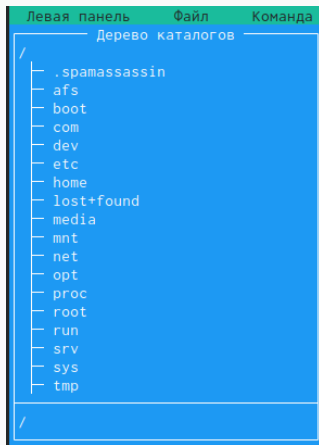 Левая панель Файл Команда
Дерево каталогов
/
.spamassassin
afs
boot
com
dev
etc
home
lost+found
media
mnt
net
opt
proc
root
run
srv
sys
tmp
/